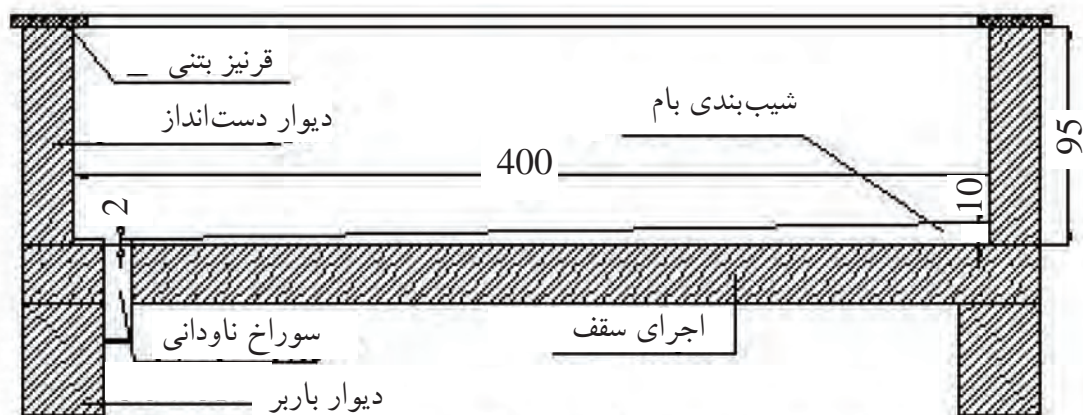 قرنیز بتنی
دیوار دست‌انداز
شیب‌بندی بام
95
400
2
10
سوراخ ناودانی
اجرای سقف
دیوار باربر